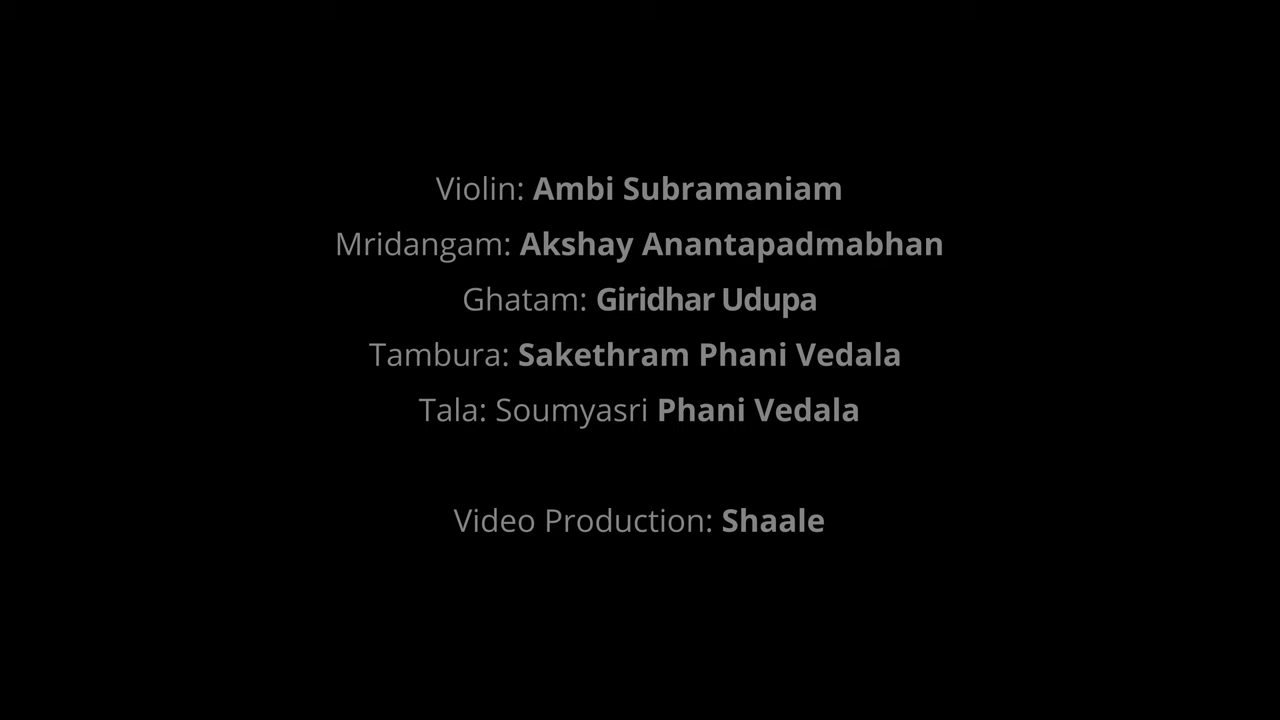 Violin: Ambi Subramaniam
Mridangam: Akshay Anantapadmabhan
Ghatam: Giridhar Udupa
Tambura: Sakethram Phani Vedala
Tala: Soumyasri Phani Vedala
Video Production: Shaale